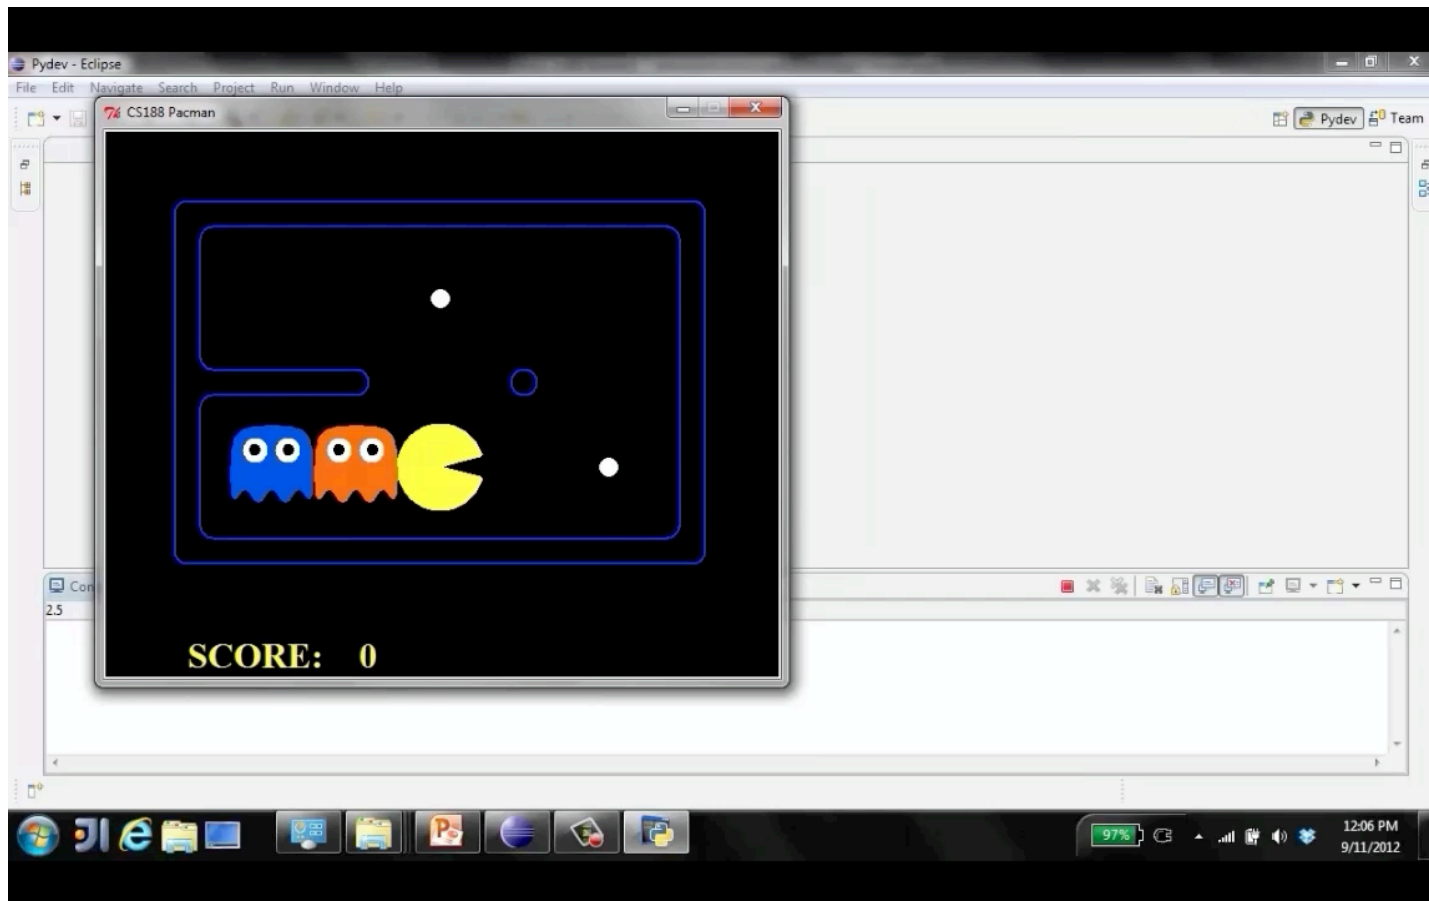 Pydev - Eclipse
File Edit Navigate Search Project Run Window Help
CS188 Pacman
Pydev
Team
Con
2.5
SCORE: 0
97%
12:06 PM
9/11/2012